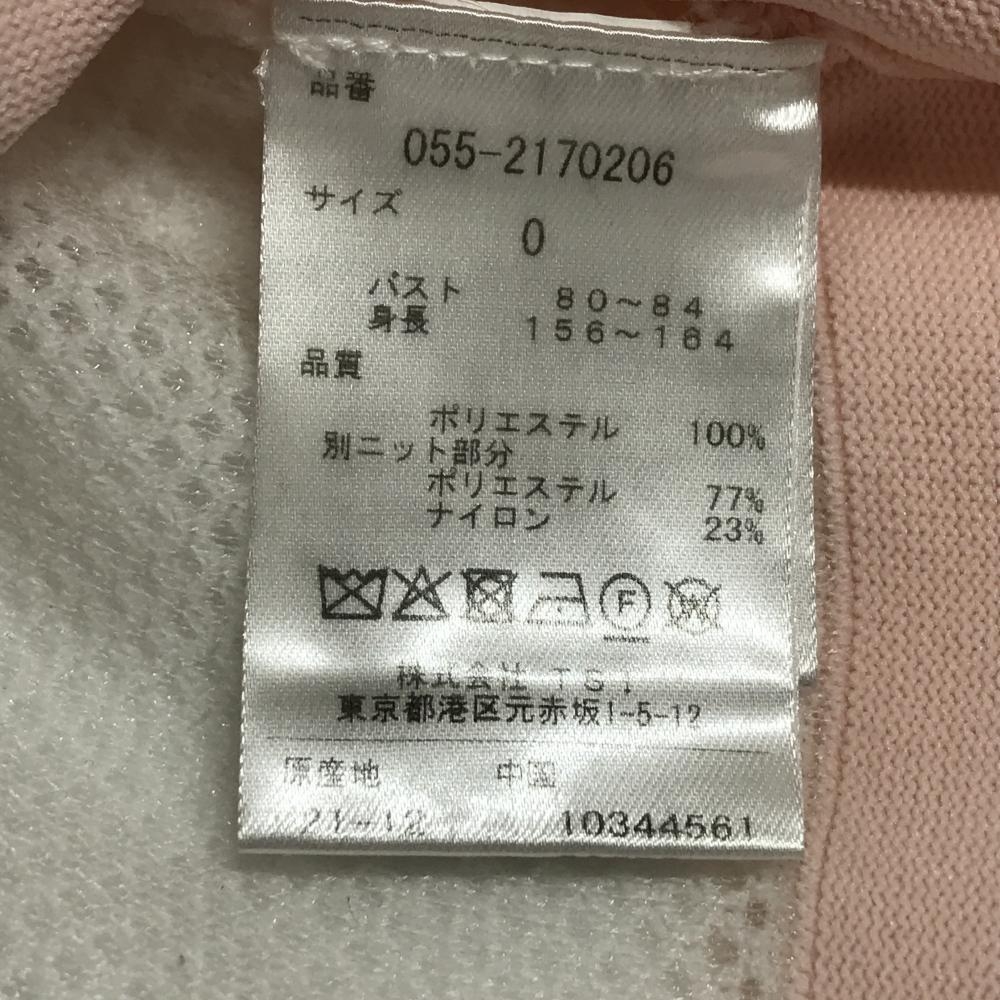 品番
055-2170206
サイズ
0
バスト 80～84
身長 156～164
品質
ポリエステル 100%
別ニット部分
ポリエステル 77%
ナイロン 23%
F
W
株式会社 TSI
東京都港区元赤坂1-5-12
原産地 中国
21-12 10344561